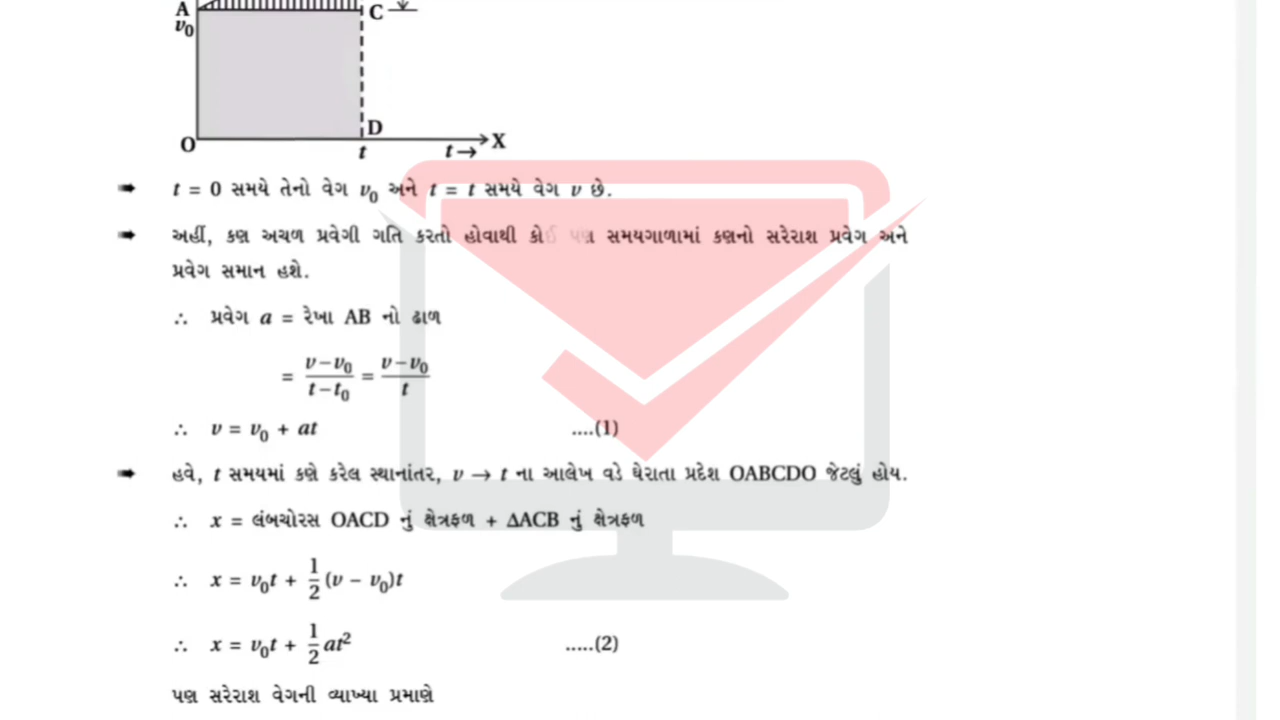 A
v₀
C
O
D
X
t
t →
➠ t = 0 સમયે તેનો વેગ v₀ અને t = t સમયે વેગ v છે.
➠ અહીં, કણ અચળ પ્રવેગી ગતિ કરતો હોવાથી કોઈ પણ સમયગાળામાં કણનો સરેરાશ પ્રવેગ અને
પ્રવેગ સમાન હશે.
∴ પ્રવેગ a = રેખા AB નો ઢાળ
= (v – v₀)/(t – t₀) = (v – v₀)/t
∴ v = v₀ + at ....(1)
➠ હવે, t સમયમાં કણે કરેલ સ્થાનાંતર, v → t ના આલેખ વડે ઘેરાતા પ્રદેશ OABCDO જેટલું હોય.
∴ x = લંબચોરસ OACD નું ક્ષેત્રફળ + ΔACB નું ક્ષેત્રફળ
∴ x = v₀t + 1/2 (v – v₀)t
∴ x = v₀t + 1/2 at² .....(2)
પણ સરેરાશ વેગની વ્યાખ્યા પ્રમાણે